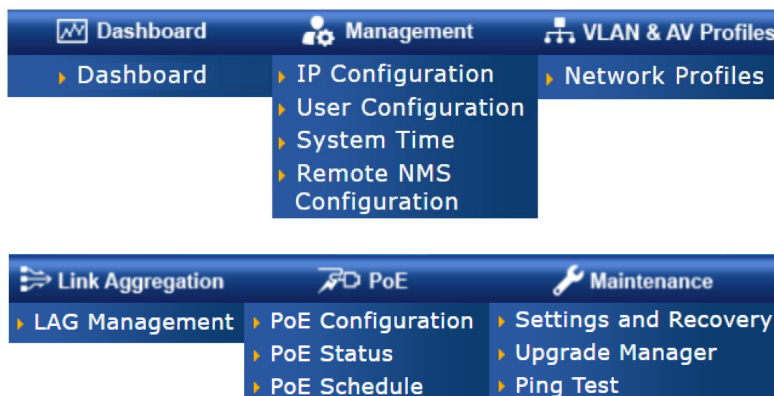 Dashboard
Management
VLAN & AV Profiles
Dashboard
IP Configuration
User Configuration
System Time
Remote NMS
Configuration
Network Profiles
Link Aggregation
PoE
Maintenance
LAG Management
PoE Configuration
PoE Status
PoE Schedule
Settings and Recovery
Upgrade Manager
Ping Test